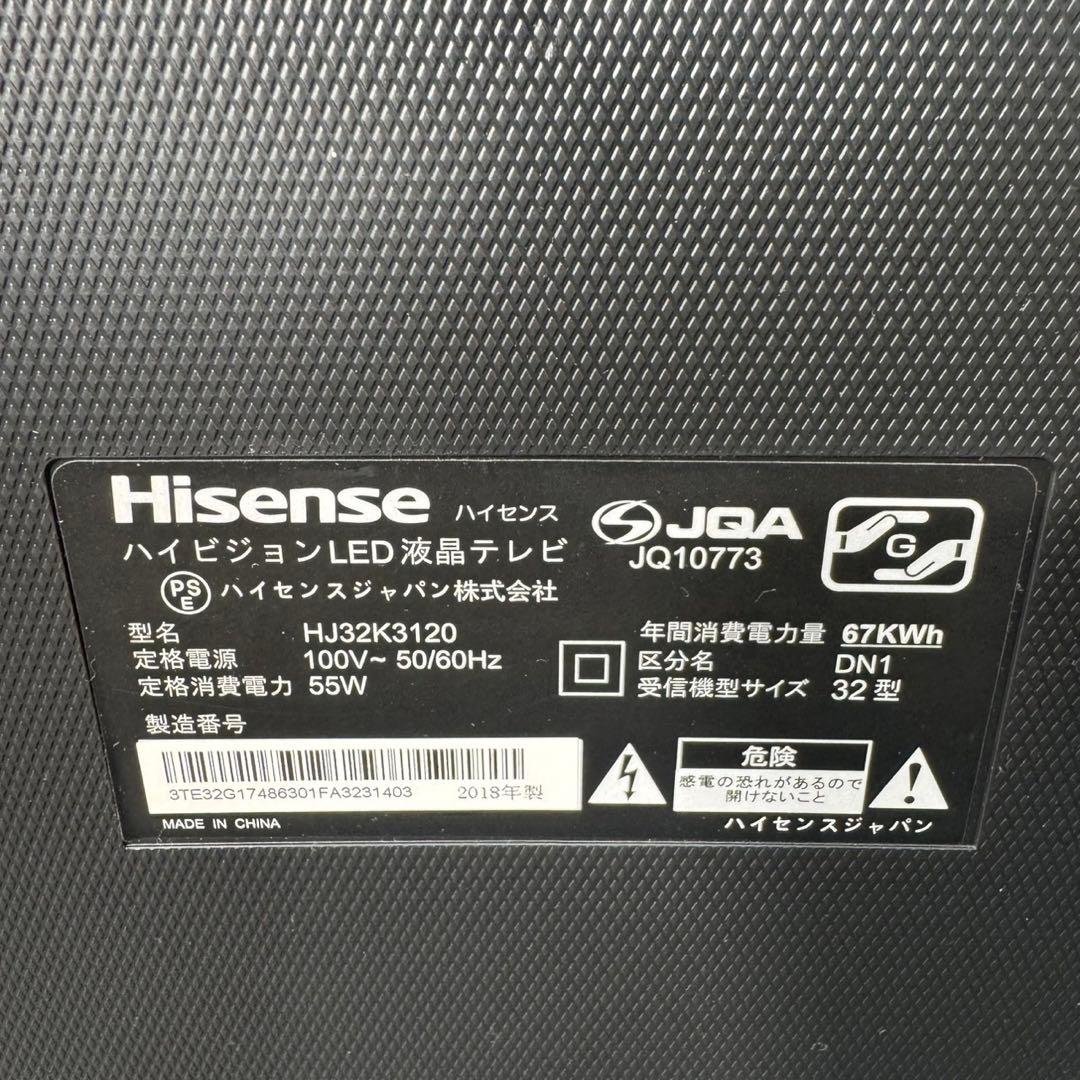 Hisense ハイセンス
ハイビジョンLED液晶テレビ
PSE ハイセンスジャパン株式会社
JQA
JQ10773
G
型名 HJ32K3120
定格電源 100V~ 50/60Hz
定格消費電力 55W
年間消費電力量 67KWh
区分名 DN1
受信機型サイズ 32型
製造番号
3TE32G17486301FA3231403 2018年製
MADE IN CHINA
危険
感電の恐れがあるので
開けないこと
ハイセンスジャパン